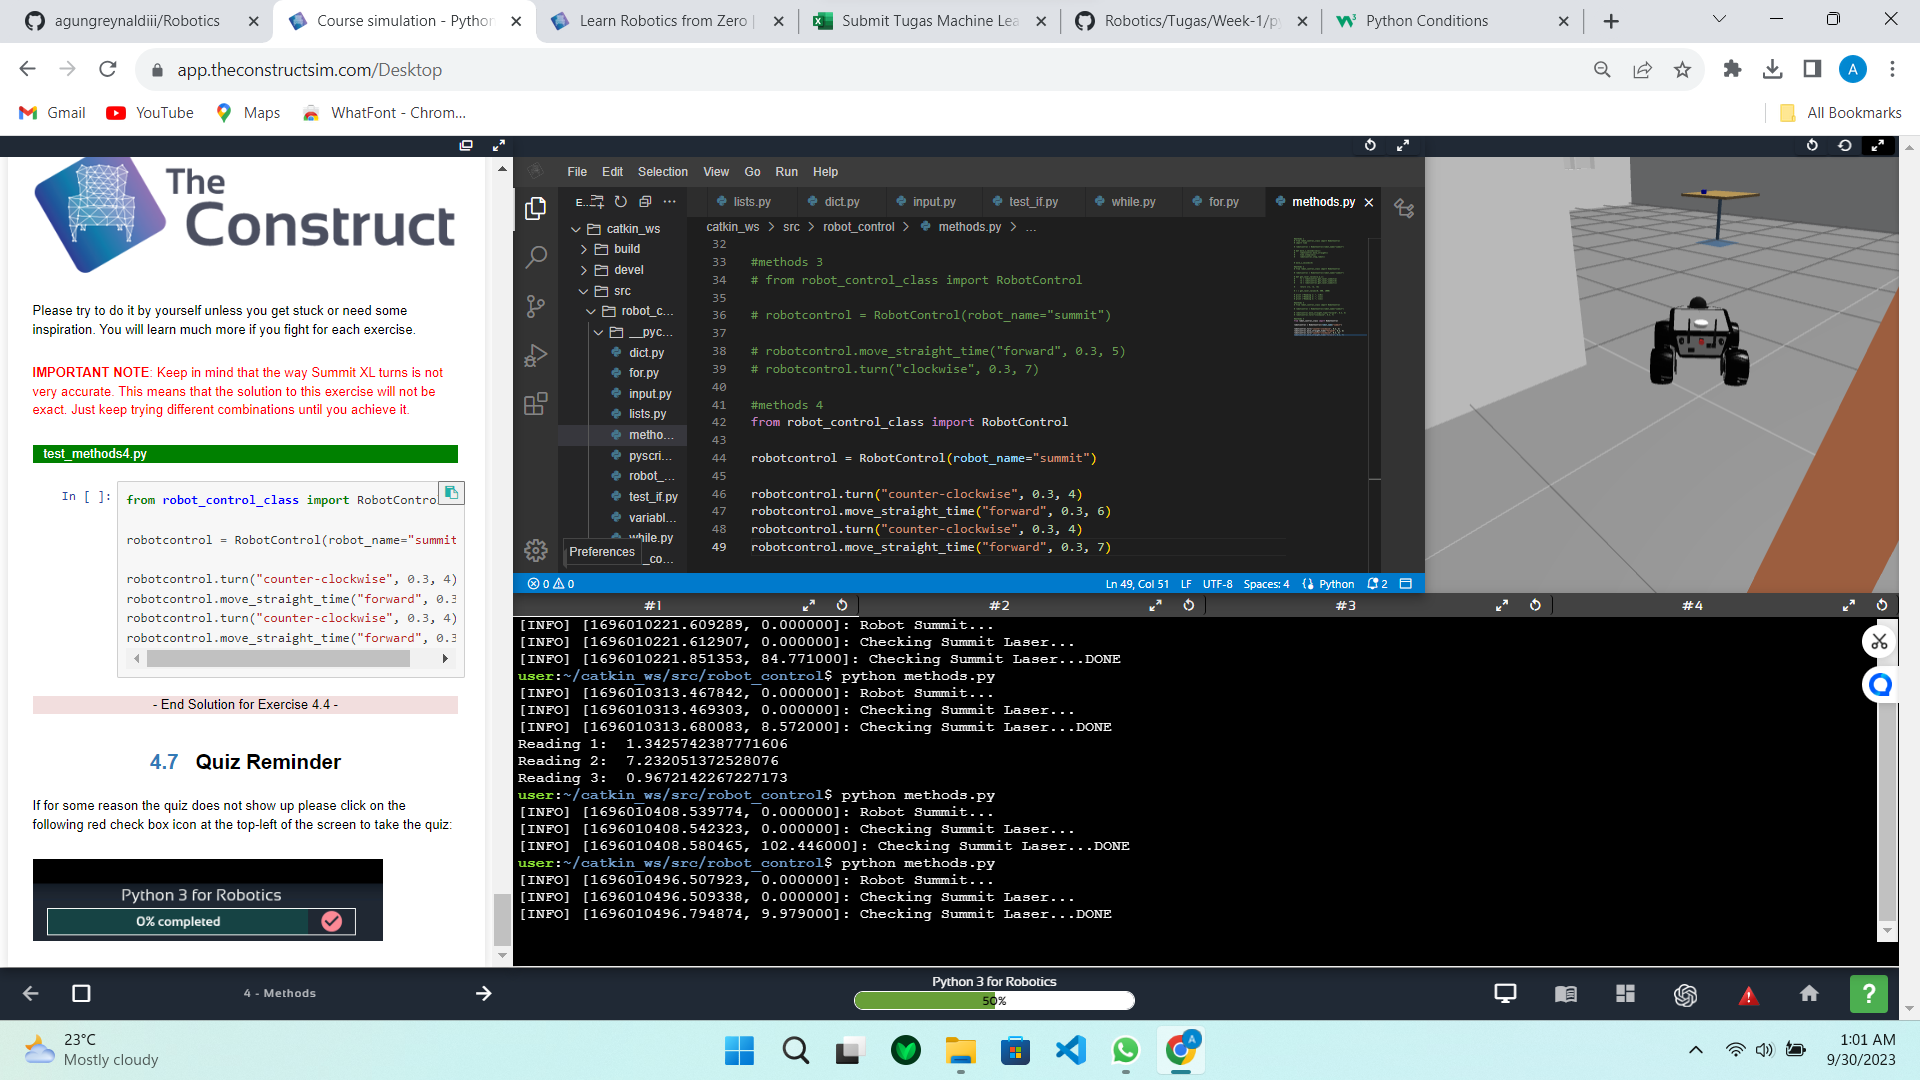 agungreynaldiii/Robotics
Course simulation - Python
Learn Robotics from Zero
Submit Tugas Machine Lea
Robotics/Tugas/Week-1/py
Python Conditions
app.theconstructsim.com/Desktop
A
Gmail
YouTube
Maps
WhatFont - Chrom...
All Bookmarks
The
Construct
Please try to do it by yourself unless you get stuck or need some
inspiration. You will learn much more if you fight for each exercise.
IMPORTANT NOTE: Keep in mind that the way Summit XL turns is not
very accurate. This means that the solution to this exercise will not be
exact. Just keep trying different combinations until you achieve it.
test_methods4.py
In [ ]:
from robot_control_class import RobotContro
robotcontrol = RobotControl(robot_name="summit
robotcontrol.turn("counter-clockwise", 0.3, 4)
robotcontrol.move_straight_time("forward", 0.3
robotcontrol.turn("counter-clockwise", 0.3, 4)
robotcontrol.move_straight_time("forward", 0.3
- End Solution for Exercise 4.4 -
4.7 Quiz Reminder
If for some reason the quiz does not show up please click on the
following red check box icon at the top-left of the screen to take the quiz:
Python 3 for Robotics
0% completed
File Edit Selection View Go Run Help
E...
catkin_ws
build
devel
src
robot_c...
__pyc...
dict.py
for.py
input.py
lists.py
metho...
pyscri...
robot_...
test_if.py
variabl...
while.py
_co...
Preferences
lists.py
dict.py
input.py
test_if.py
while.py
for.py
methods.py
catkin_ws > src > robot_control > methods.py > ...
32
33 #methods 3
34 # from robot_control_class import RobotControl
35
36 # robotcontrol = RobotControl(robot_name="summit")
37
38 # robotcontrol.move_straight_time("forward", 0.3, 5)
39 # robotcontrol.turn("clockwise", 0.3, 7)
40
41 #methods 4
42 from robot_control_class import RobotControl
43
44 robotcontrol = RobotControl(robot_name="summit")
45
46 robotcontrol.turn("counter-clockwise", 0.3, 4)
47 robotcontrol.move_straight_time("forward", 0.3, 6)
48 robotcontrol.turn("counter-clockwise", 0.3, 4)
49 robotcontrol.move_straight_time("forward", 0.3, 7)
0 0
Ln 49, Col 51 LF UTF-8 Spaces: 4 Python 2
#1 #2 #3 #4
[INFO] [1696010221.609289, 0.000000]: Robot Summit...
[INFO] [1696010221.612907, 0.000000]: Checking Summit Laser...
[INFO] [1696010221.851353, 84.771000]: Checking Summit Laser...DONE
user:~/catkin_ws/src/robot_control$ python methods.py
[INFO] [1696010313.467842, 0.000000]: Robot Summit...
[INFO] [1696010313.469303, 0.000000]: Checking Summit Laser...
[INFO] [1696010313.680083, 8.572000]: Checking Summit Laser...DONE
Reading 1:  1.3425742387771606
Reading 2:  7.232051372528076
Reading 3:  0.9672142267227173
user:~/catkin_ws/src/robot_control$ python methods.py
[INFO] [1696010408.539774, 0.000000]: Robot Summit...
[INFO] [1696010408.542323, 0.000000]: Checking Summit Laser...
[INFO] [1696010408.580465, 102.446000]: Checking Summit Laser...DONE
user:~/catkin_ws/src/robot_control$ python methods.py
[INFO] [1696010496.507923, 0.000000]: Robot Summit...
[INFO] [1696010496.509338, 0.000000]: Checking Summit Laser...
[INFO] [1696010496.794874, 9.979000]: Checking Summit Laser...DONE
4 - Methods
Python 3 for Robotics
50%
?
23°C
Mostly cloudy
A
1:01 AM
9/30/2023